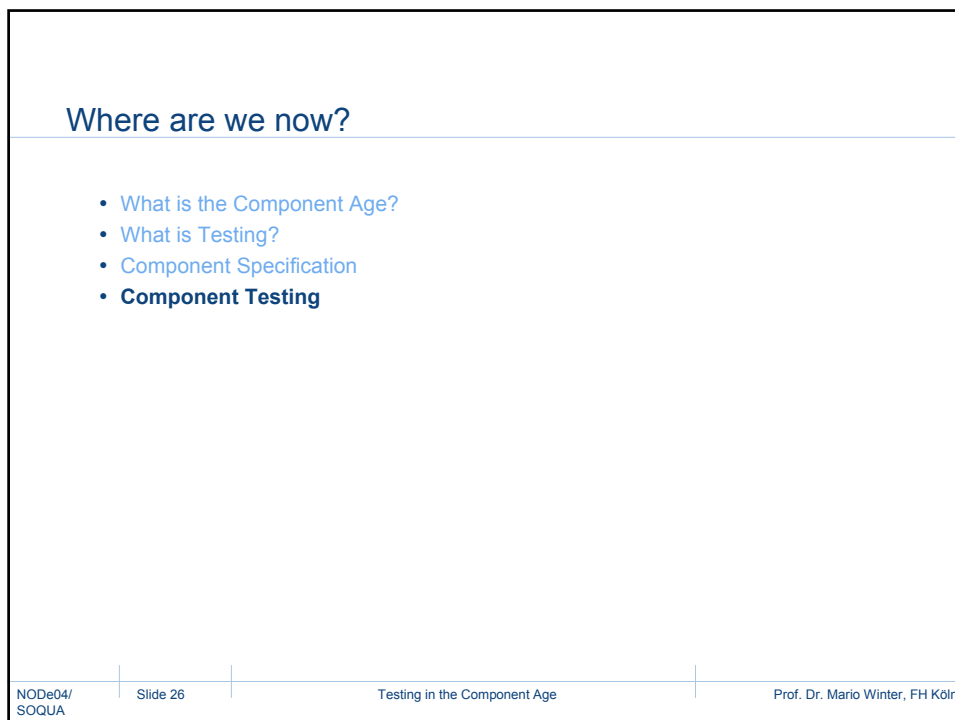 Where are we now?
• What is the Component Age?
• What is Testing?
• Component Specification
• Component Testing
NODe04/
SOQUA
Slide 26
Testing in the Component Age
Prof. Dr. Mario Winter, FH Köln